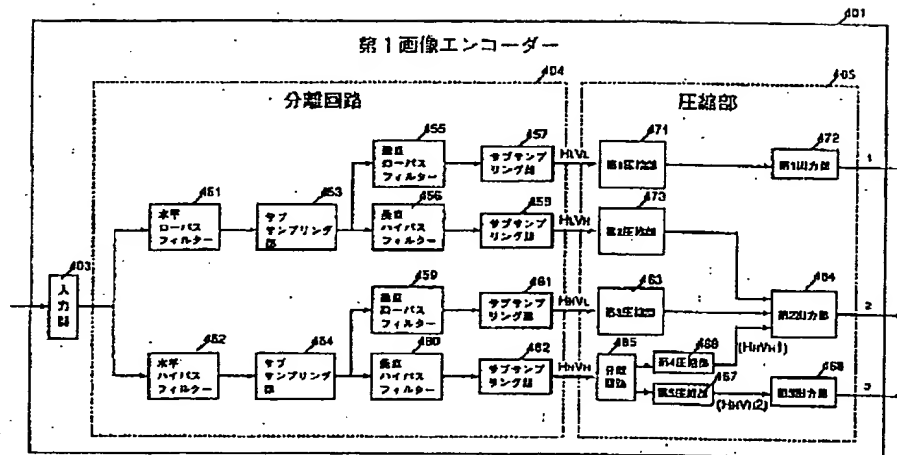 401
第1画像エンコーダー
404
分離回路
405
圧縮部
403
入力部
451
水平
ローパス
フィルター
453
サブ
サンプリング
部
455
垂直
ローパス
フィルター
457
サブサンプ
リング部
HLVL
471
第1圧縮部
472
第1出力部
1
456
垂直
ハイパス
フィルター
458
サブサンプ
リング部
HLVH
473
第2圧縮部
459
垂直
ローパス
フィルター
461
サブサンプ
リング部
HHVL
463
第3圧縮部
464
第2出力部
2
452
水平
ハイパス
フィルター
454
サブ
サンプリング
部
460
垂直
ハイパス
フィルター
462
サブサンプ
リング部
HHVH
465
分離
回路
466
第4圧縮部
(HHVH1)
467
第5圧縮部
(HHVH2)
468
第3出力部
3